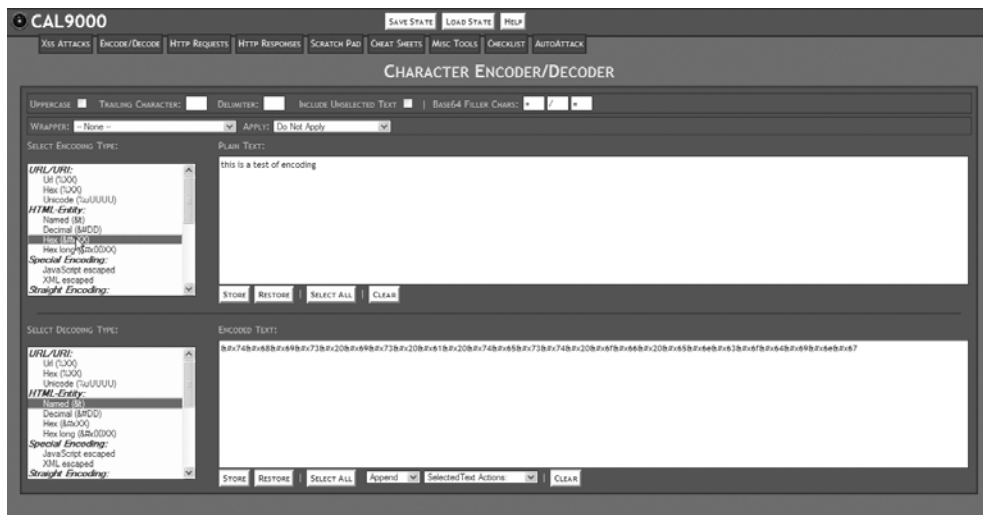 CAL9000
SAVE STATE LOAD STATE HELP
XSS ATTACKS ENCODE/DECODE HTTP REQUESTS HTTP RESPONSES SCRATCH PAD CHEAT SHEETS MISC TOOLS CHECKLIST AUTOATTACK
CHARACTER ENCODER/DECODER
UPPERCASE TRAILING CHARACTER: DELIMITER: INCLUDE UNSELECTED TEXT | BASE64 FILLER CHARS: + / =
WRAPPER: -- None -- APPLY: Do Not Apply
SELECT ENCODING TYPE: PLAIN TEXT:
this is a test of encoding
URL/URI:
Url (%XX)
Hex (%XX)
Unicode (%uUUUU)
HTML-Entity:
Named (&lt)
Decimal (&#DD)
Hex (&#xXX)
Hex long (&#x00XX)
Special Encoding:
JavaScript escaped
XML escaped
Straight Encoding:
STORE RESTORE | SELECT ALL | CLEAR
SELECT DECODING TYPE: ENCODED TEXT:
&#x74&#x68&#x69&#x73&#x20&#x69&#x73&#x20&#x61&#x20&#x74&#x65&#x73&#x74&#x20&#x6f&#x66&#x20&#x65&#x6e&#x63&#x6f&#x64&#x69&#x6e&#x67
URL/URI:
Url (%XX)
Hex (%XX)
Unicode (%uUUUU)
HTML-Entity:
Named (&lt)
Decimal (&#DD)
Hex (&#xXX)
Hex long (&#x00XX)
Special Encoding:
JavaScript escaped
XML escaped
Straight Encoding:
STORE RESTORE | SELECT ALL Append SelectedText Actions: | CLEAR